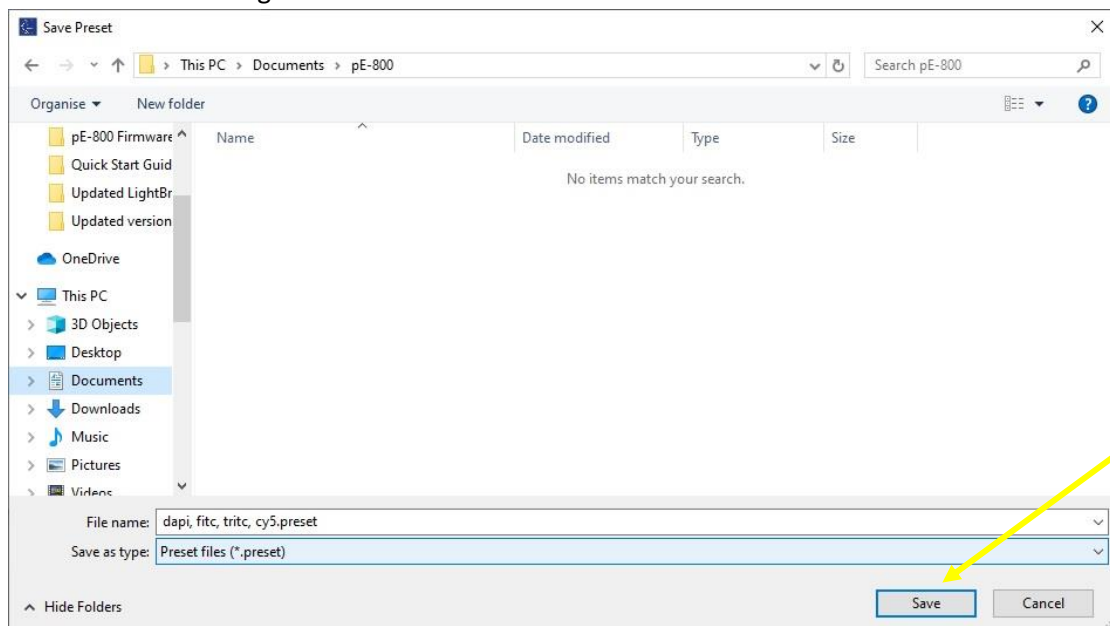 Save Preset
This PC > Documents > pE-800
Search pE-800
Organise
New folder
pE-800 Firmware
Quick Start Guid
Updated LightBr
Updated version
OneDrive
This PC
3D Objects
Desktop
Documents
Downloads
Music
Pictures
Videos
Name
Date modified
Type
Size
No items match your search.
File name: dapi, fitc, tritc, cy5.preset
Save as type: Preset files (*.preset)
Hide Folders
Save
Cancel